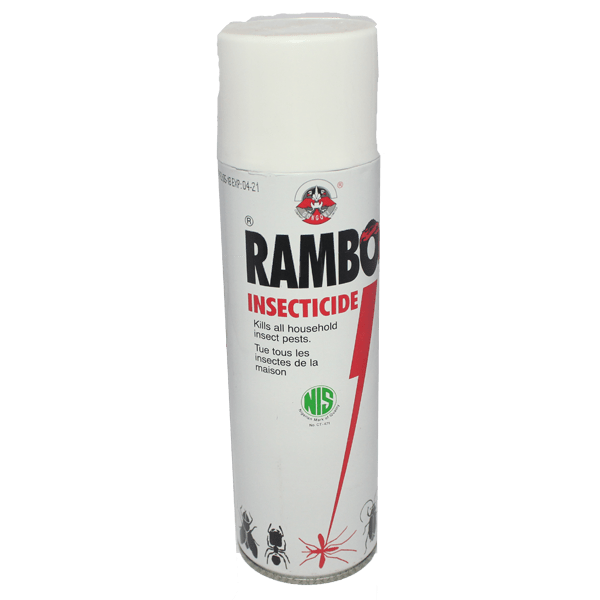 EXP: 04-21
®
®
RAMBO
INSECTICIDE
Kills all household
insect pests.
Tue tous les
insectes de la
maison
NIS